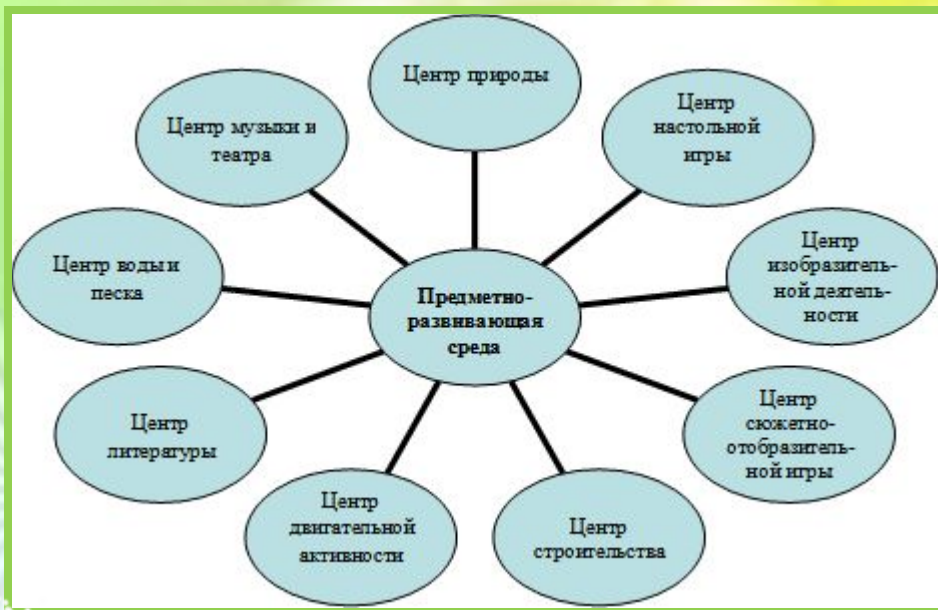 Центр природы
Центр музыки и
театра
Центр
настольной
игры
Центр воды и
песка
Предметно-
развивающая
среда
Центр
изобразитель-
ной деятель-
ности
Центр
литературы
Центр
сюжетно-
отобразитель-
ной игры
Центр
двигательной
активности
Центр
строительства